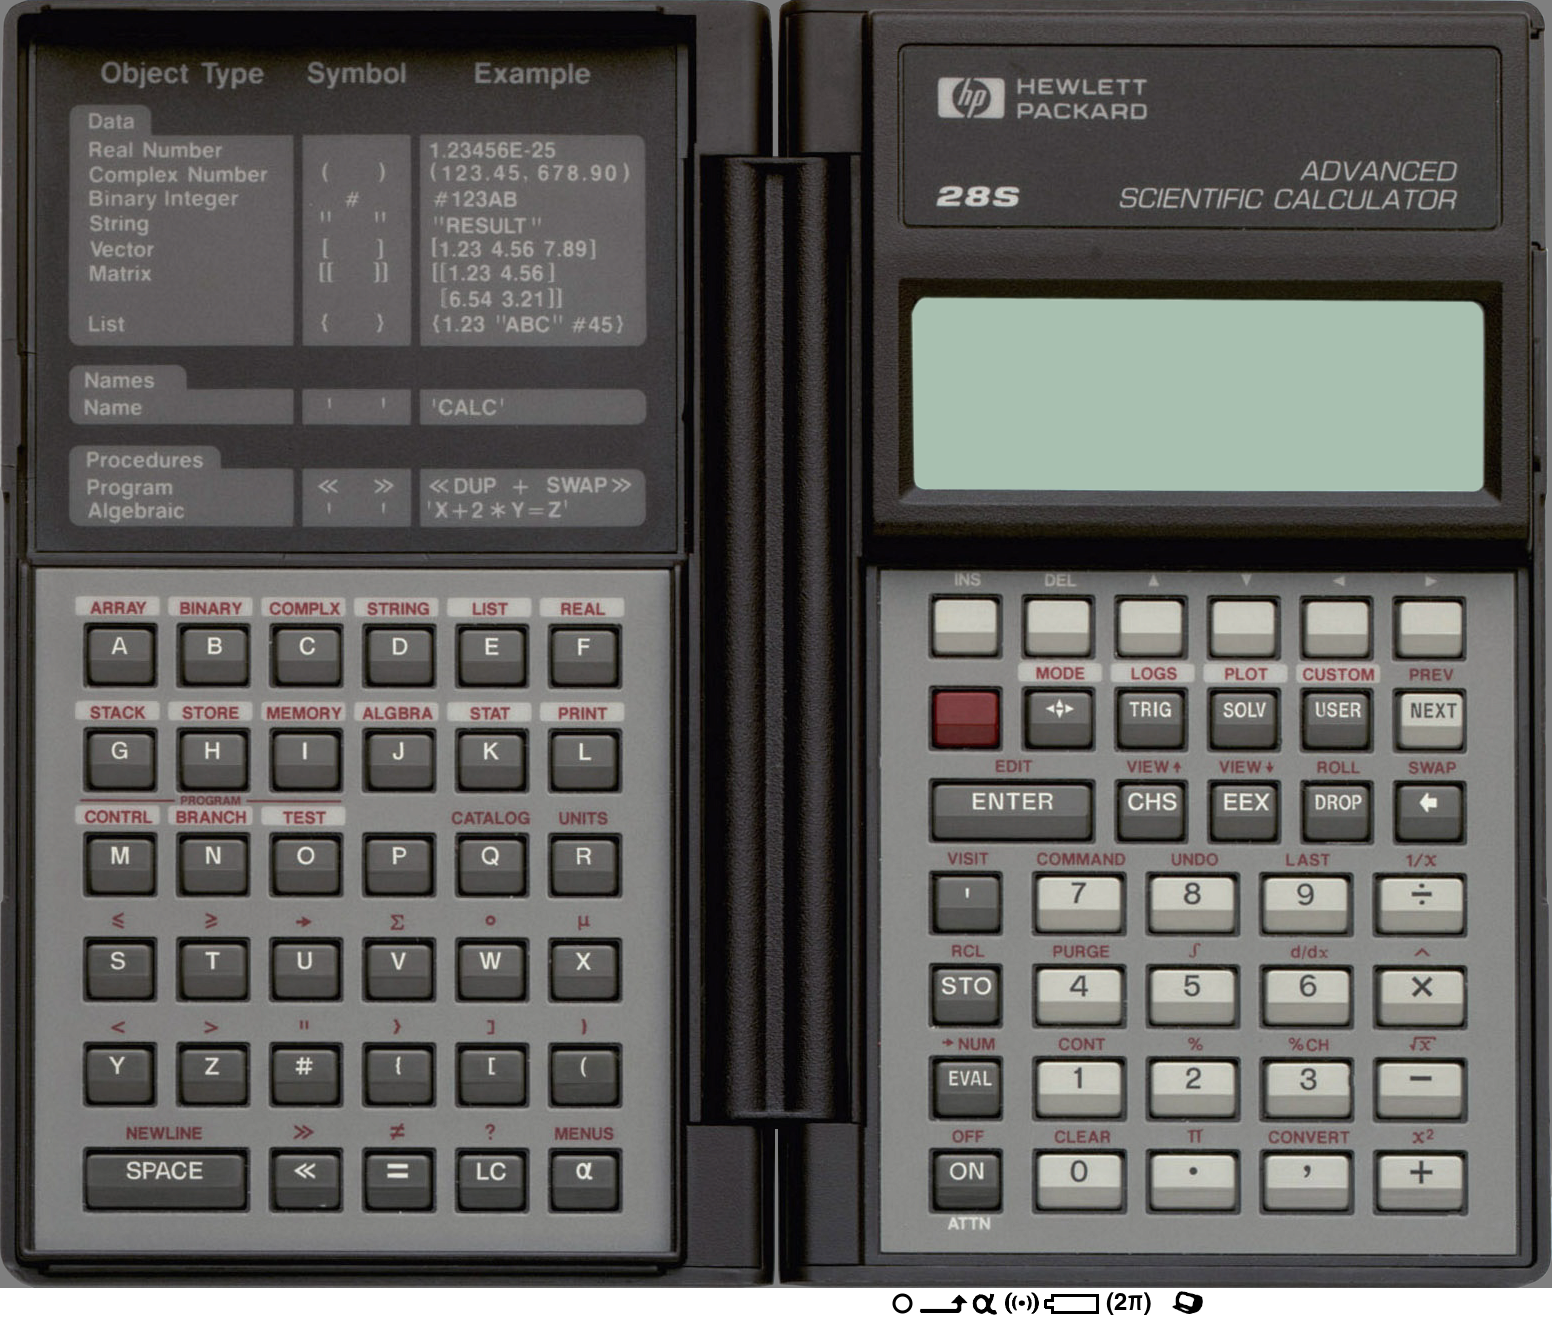 Object Type Symbol Example
Data
Real Number 1.23456E-25
Complex Number ( ) (123.45, 678.90)
Binary Integer # #123AB
String " " "RESULT"
Vector [ ] [1.23 4.56 7.89]
Matrix [[ ]] [[1.23 4.56]
[6.54 3.21]]
List { } {1.23 "ABC" #45}
Names
Name ' ' 'CALC'
Procedures
Program « » «DUP + SWAP»
Algebraic ' ' 'X+2*Y=Z'
ARRAY BINARY COMPLX STRING LIST REAL
A B C D E F
STACK STORE MEMORY ALGBRA STAT PRINT
G H I J K L
PROGRAM
CONTRL BRANCH TEST CATALOG UNITS
M N O P Q R
≤ ≥ → Σ ° μ
S T U V W X
< > " } ] )
Y Z # { [ (
NEWLINE » ≠ ? MENUS
SPACE « = LC α
hp HEWLETT
PACKARD
28S ADVANCED
SCIENTIFIC CALCULATOR
INS DEL ▲ ▼ ◄ ►
MODE LOGS PLOT CUSTOM PREV
TRIG SOLV USER NEXT
EDIT VIEW↑ VIEW↓ ROLL SWAP
ENTER CHS EEX DROP ←
VISIT COMMAND UNDO LAST 1/x
' 7 8 9 ÷
RCL PURGE ∫ d/dx ^
STO 4 5 6 ×
→NUM CONT % %CH √x
EVAL 1 2 3 −
OFF CLEAR π CONVERT x²
ON 0 . , +
ATTN
α ((•)) (2π)